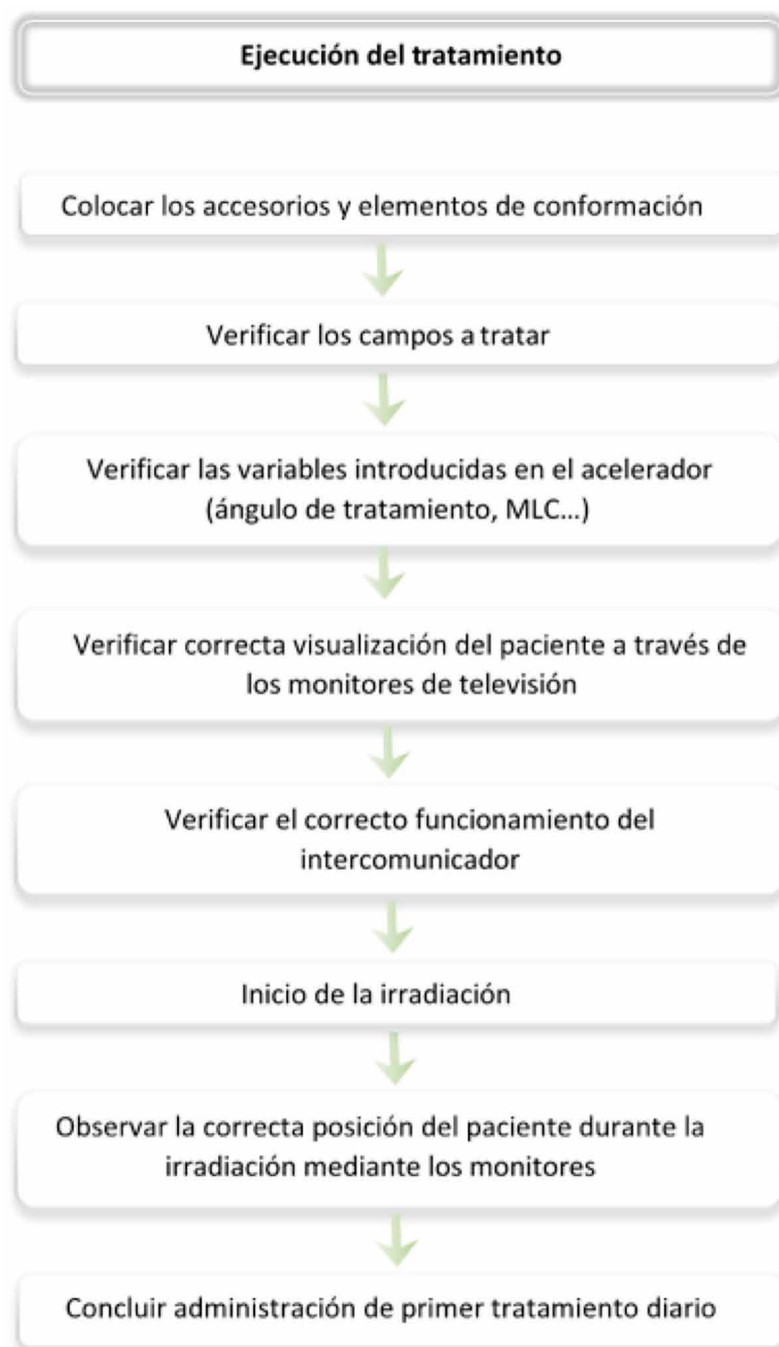 Ejecución del tratamiento
Colocar los accesorios y elementos de conformación
Verificar los campos a tratar
Verificar las variables introducidas en el acelerador
(ángulo de tratamiento, MLC...)
Verificar correcta visualización del paciente a través de
los monitores de televisión
Verificar el correcto funcionamiento del
intercomunicador
Inicio de la irradiación
Observar la correcta posición del paciente durante la
irradiación mediante los monitores
Concluir administración de primer tratamiento diario